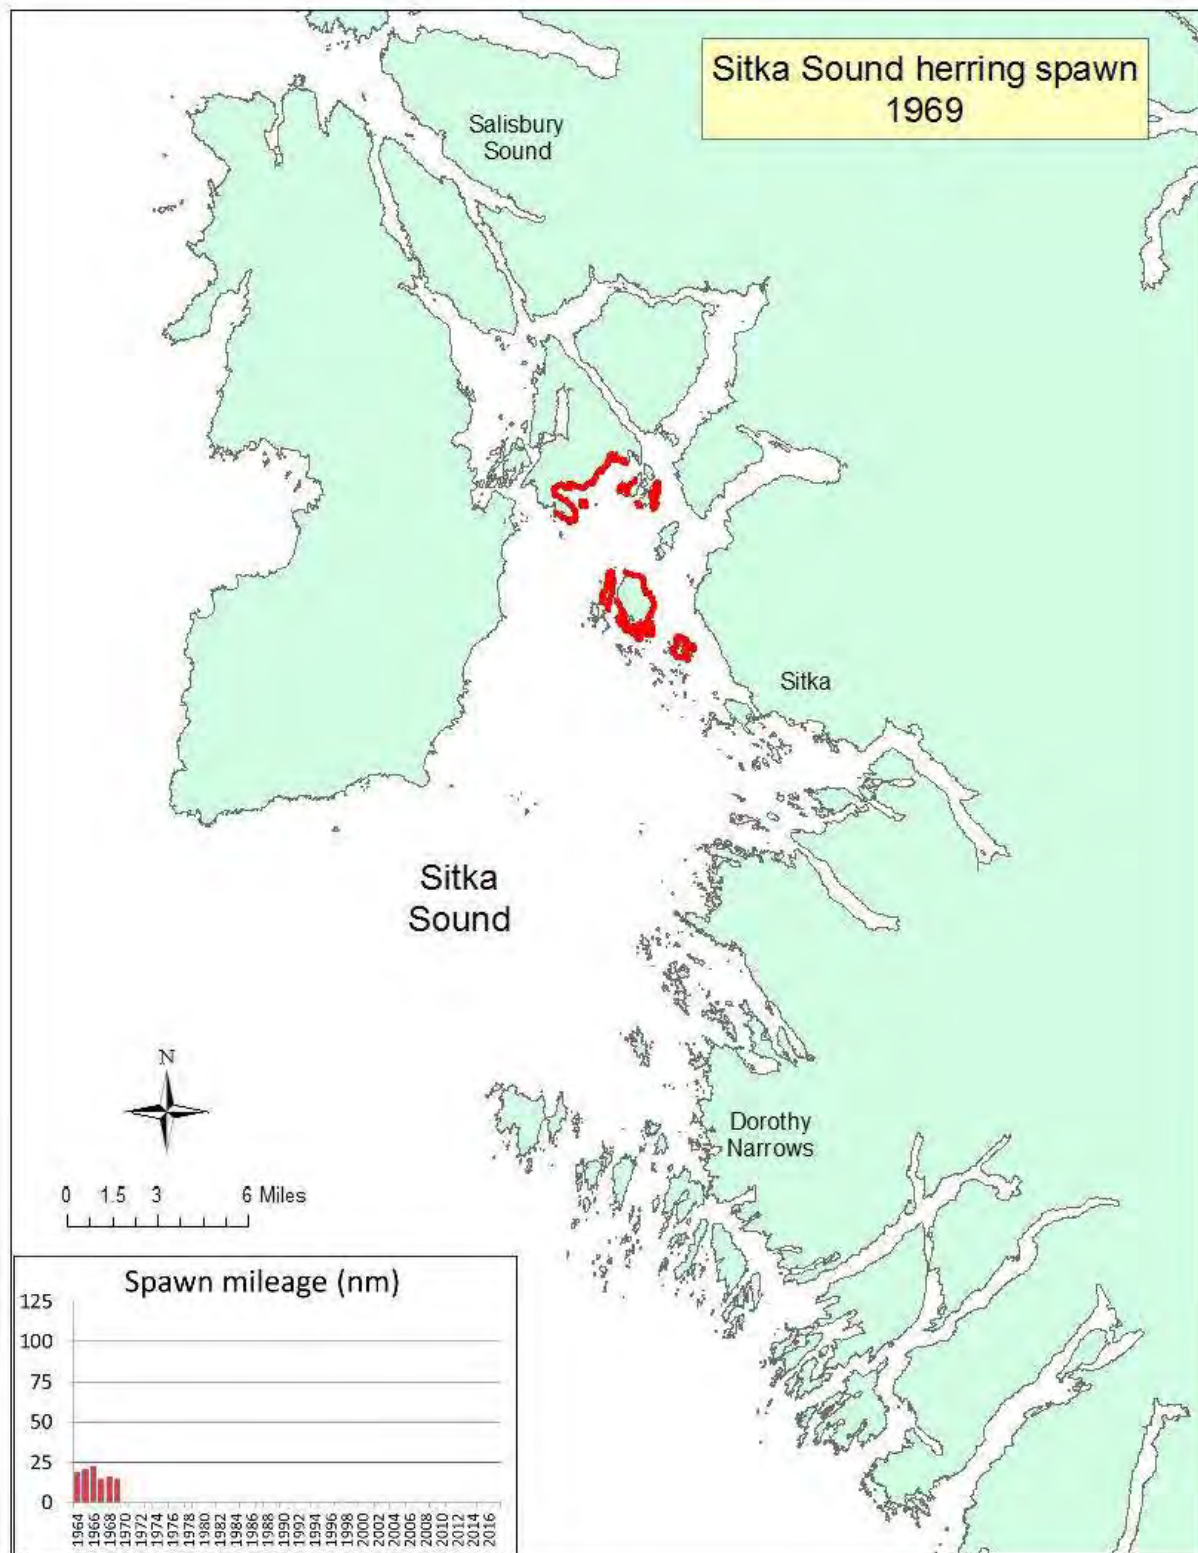 Sitka Sound herring spawn
1969
Salisbury
Sound
Sitka
Sitka
Sound
N
Dorothy
Narrows
0 1.5 3 6 Miles
Spawn mileage (nm)
125
100
75
50
25
0
1964 1966 1968 1970 1972 1974 1976 1978 1980 1982 1984 1986 1988 1990 1992 1994 1996 1998 2000 2002 2004 2006 2008 2010 2012 2014 2016